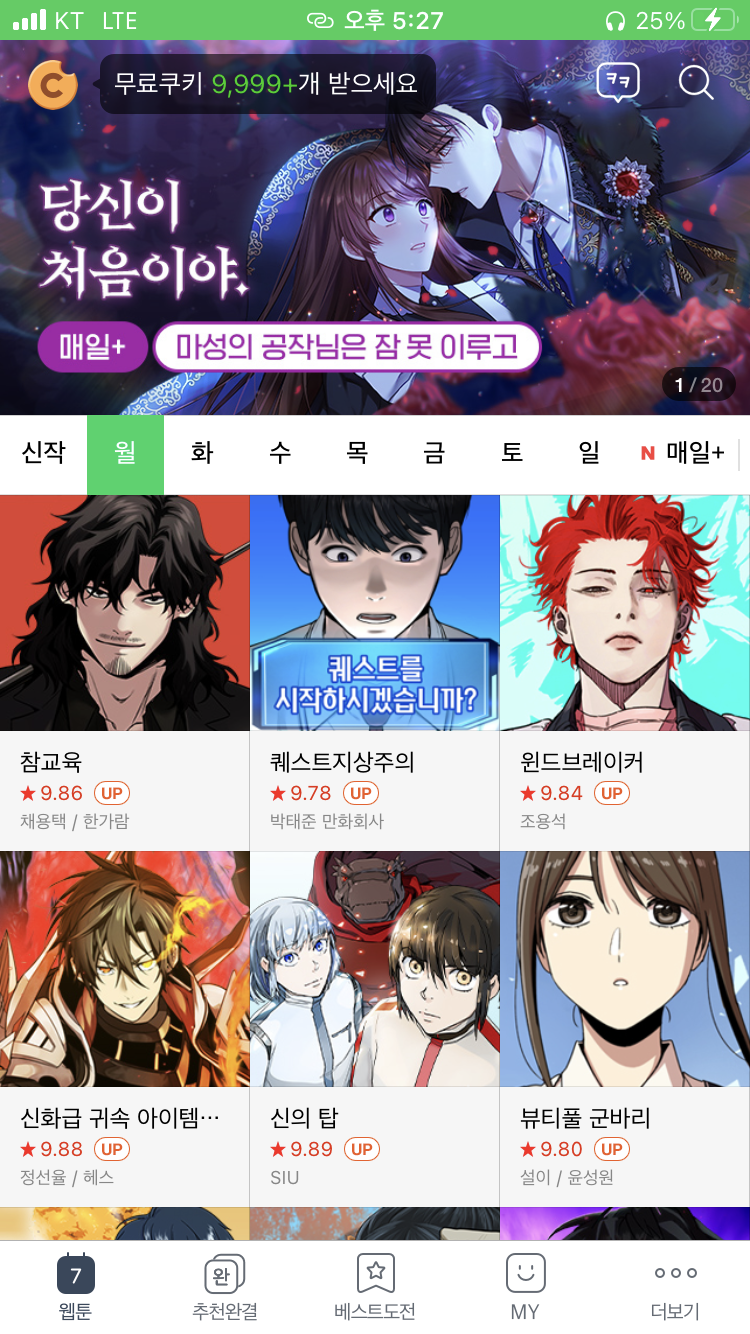 KT LTE 오후 5:27 25%
C 무료쿠키 9,999+개 받으세요 ㅋㅋ
당신이
처음이야.
매일+ 마성의 공작님은 잠 못 이루고
1 / 20
신작 월 화 수 목 금 토 일 N 매일+
퀘스트를
시작하시겠습니까?
참교육 퀘스트지상주의 윈드브레이커
★9.86 UP ★9.78 UP ★9.84 UP
채용택 / 한가람 박태준 만화회사 조용석
신화급 귀속 아이템… 신의 탑 뷰티풀 군바리
★9.88 UP ★9.89 UP ★9.80 UP
정선율 / 헤스 SIU 설이 / 윤성원
7 완
웹툰 추천완결 베스트도전 MY 더보기